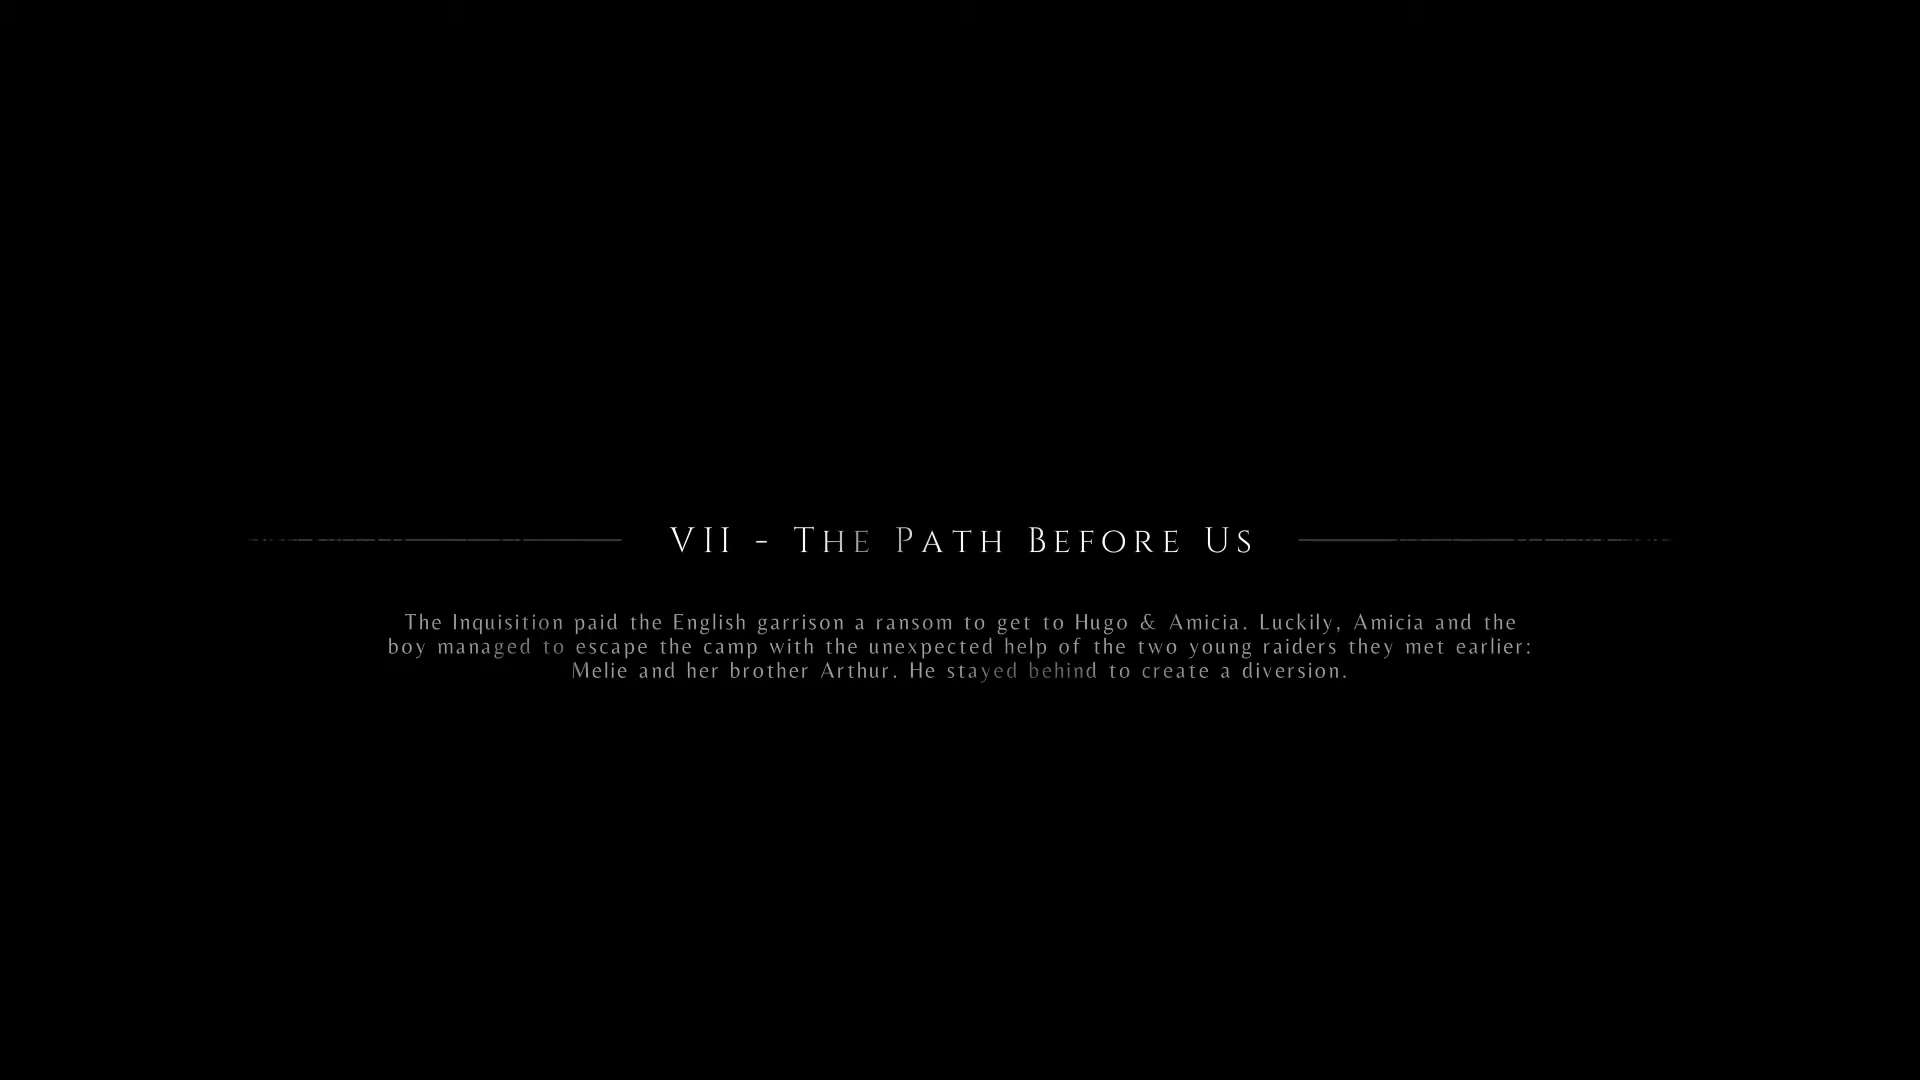 VII - The Path Before Us
The Inquisition paid the English garrison a ransom to get to Hugo & Amicia. Luckily, Amicia and the
boy managed to escape the camp with the unexpected help of the two young raiders they met earlier:
Melie and her brother Arthur. He stayed behind to create a diversion.